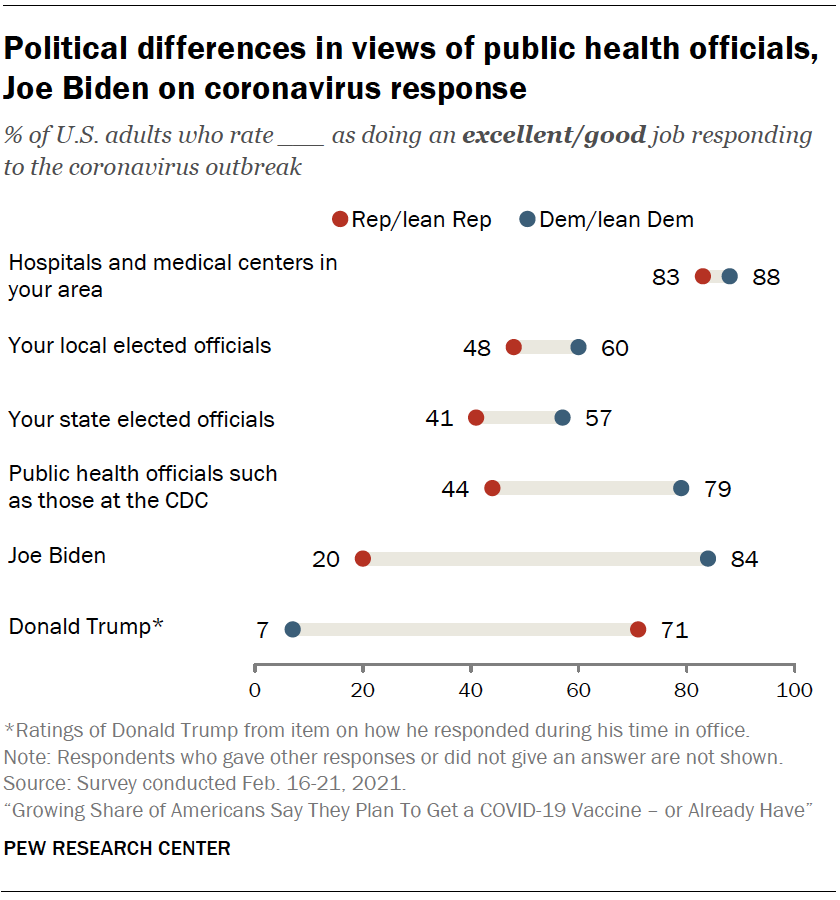 Political differences in views of public health officials,
Joe Biden on coronavirus response
% of U.S. adults who rate ___ as doing an excellent/good job responding
to the coronavirus outbreak
Rep/lean Rep Dem/lean Dem
Hospitals and medical centers in
your area
83 88
Your local elected officials
48 60
Your state elected officials
41 57
Public health officials such
as those at the CDC
44 79
Joe Biden
20 84
Donald Trump*
7 71
0 20 40 60 80 100
*Ratings of Donald Trump from item on how he responded during his time in office.
Note: Respondents who gave other responses or did not give an answer are not shown.
Source: Survey conducted Feb. 16-21, 2021.
“Growing Share of Americans Say They Plan To Get a COVID-19 Vaccine – or Already Have”
PEW RESEARCH CENTER